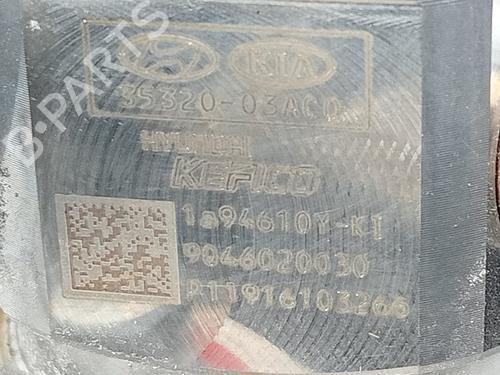 B-PARTS
KIA
35320-03AC0
HYUNDAI
KEFICO
1a94610Y-KI
9046020030
P11916103266